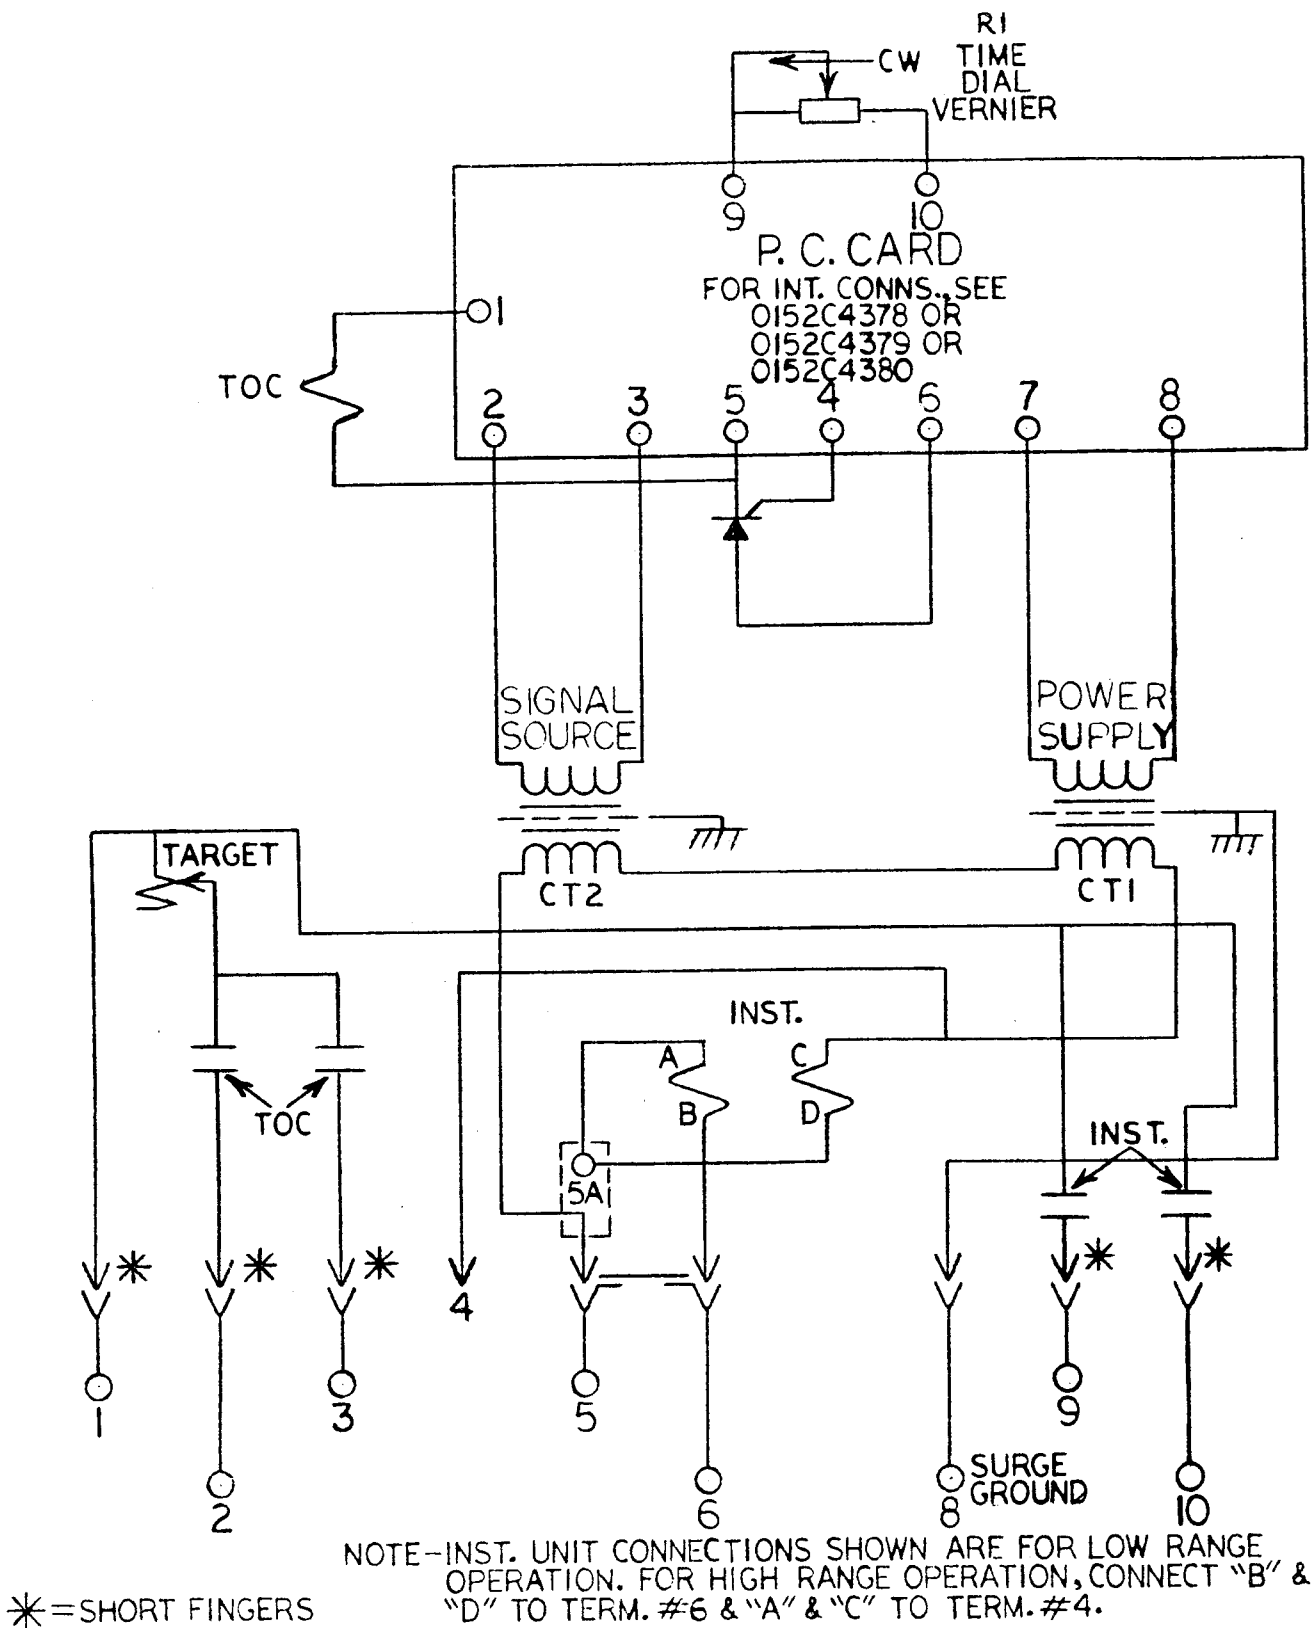 R1
TIME
DIAL
VERNIER
CW
9
10
P. C. CARD
FOR INT. CONNS., SEE
0152C4378 OR
0152C4379 OR
0152C4380
1
TOC
2
3
5
4
6
7
8
SIGNAL
SOURCE
POWER
SUPPLY
TARGET
CT2
CT1
INST.
A
C
B
D
TOC
INST.
5A
*
*
*
*
*
4
1
3
5
9
2
6
8
SURGE
GROUND
10
NOTE-INST. UNIT CONNECTIONS SHOWN ARE FOR LOW RANGE
OPERATION. FOR HIGH RANGE OPERATION, CONNECT "B" &
"D" TO TERM. #6 & "A" & "C" TO TERM. #4.
*=SHORT FINGERS